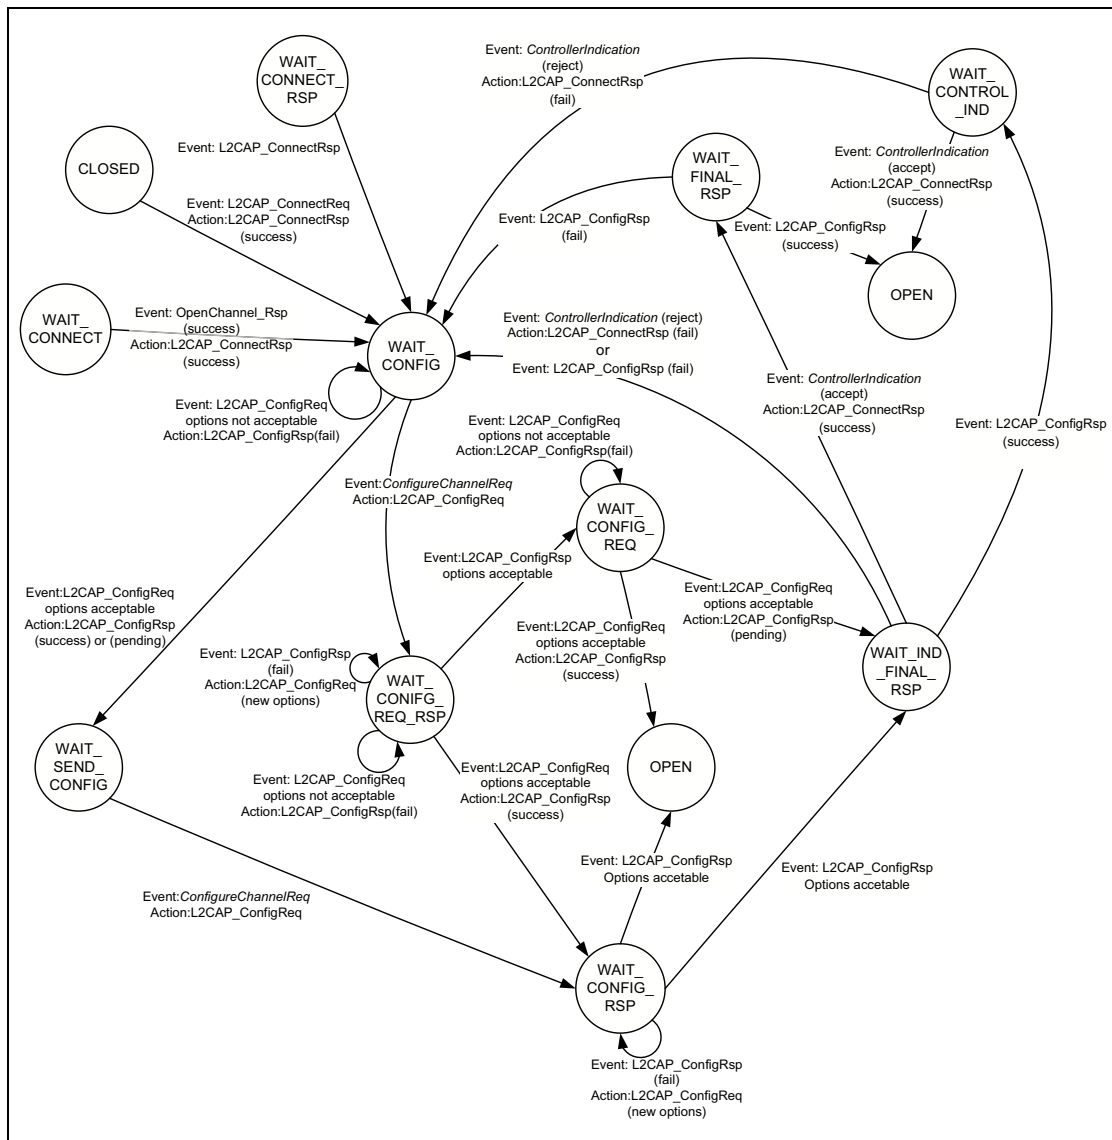 Event: ControllerIndication
(reject)
Action:L2CAP_ConnectRsp
(fail)
WAIT_
CONNECT_
RSP
WAIT_
CONTROL
_IND
Event: L2CAP_ConnectRsp
CLOSED
WAIT_
FINAL_
RSP
Event: ControllerIndication
(accept)
Action:L2CAP_ConnectRsp
(success)
Event: L2CAP_ConnectReq
Action:L2CAP_ConnectRsp
(success)
Event: L2CAP_ConfigRsp
(fail)
Event: L2CAP_ConfigRsp
(success)
OPEN
WAIT_
CONNECT
Event: OpenChannel_Rsp
(success)
Action:L2CAP_ConnectRsp
(success)
WAIT_
CONFIG
Event: ControllerIndication (reject)
Action:L2CAP_ConnectRsp (fail)
or
Event: L2CAP_ConfigRsp (fail)
Event: ControllerIndication
(accept)
Action:L2CAP_ConnectRsp
(success)
Event: L2CAP_ConfigRsp
(success)
Event: L2CAP_ConfigReq
options not acceptable
Action:L2CAP_ConfigRsp(fail)
Event: L2CAP_ConfigReq
options not acceptable
Action:L2CAP_ConfigRsp(fail)
Event:ConfigureChannelReq
Action:L2CAP_ConfigReq
WAIT_
CONFIG_
REQ
Event:L2CAP_ConfigRsp
options acceptable
Event:L2CAP_ConfigReq
options acceptable
Action:L2CAP_ConfigRsp
(pending)
Event:L2CAP_ConfigReq
options acceptable
Action:L2CAP_ConfigRsp
(success) or (pending)
Event:L2CAP_ConfigReq
options acceptable
Action:L2CAP_ConfigRsp
(success)
Event: L2CAP_ConfigRsp
(fail)
Action:L2CAP_ConfigReq
(new options)
WAIT_
CONIFG_
REQ_RSP
WAIT_IND
_FINAL_
RSP
WAIT_
SEND_
CONFIG
OPEN
Event: L2CAP_ConfigReq
options not acceptable
Action:L2CAP_ConfigRsp(fail)
Event:L2CAP_ConfigReq
options acceptable
Action:L2CAP_ConfigRsp
(success)
Event: L2CAP_ConfigRsp
Options accetable
Event: L2CAP_ConfigRsp
Options accetable
Event:ConfigureChannelReq
Action:L2CAP_ConfigReq
WAIT_
CONFIG_
RSP
Event: L2CAP_ConfigRsp
(fail)
Action:L2CAP_ConfigReq
(new options)